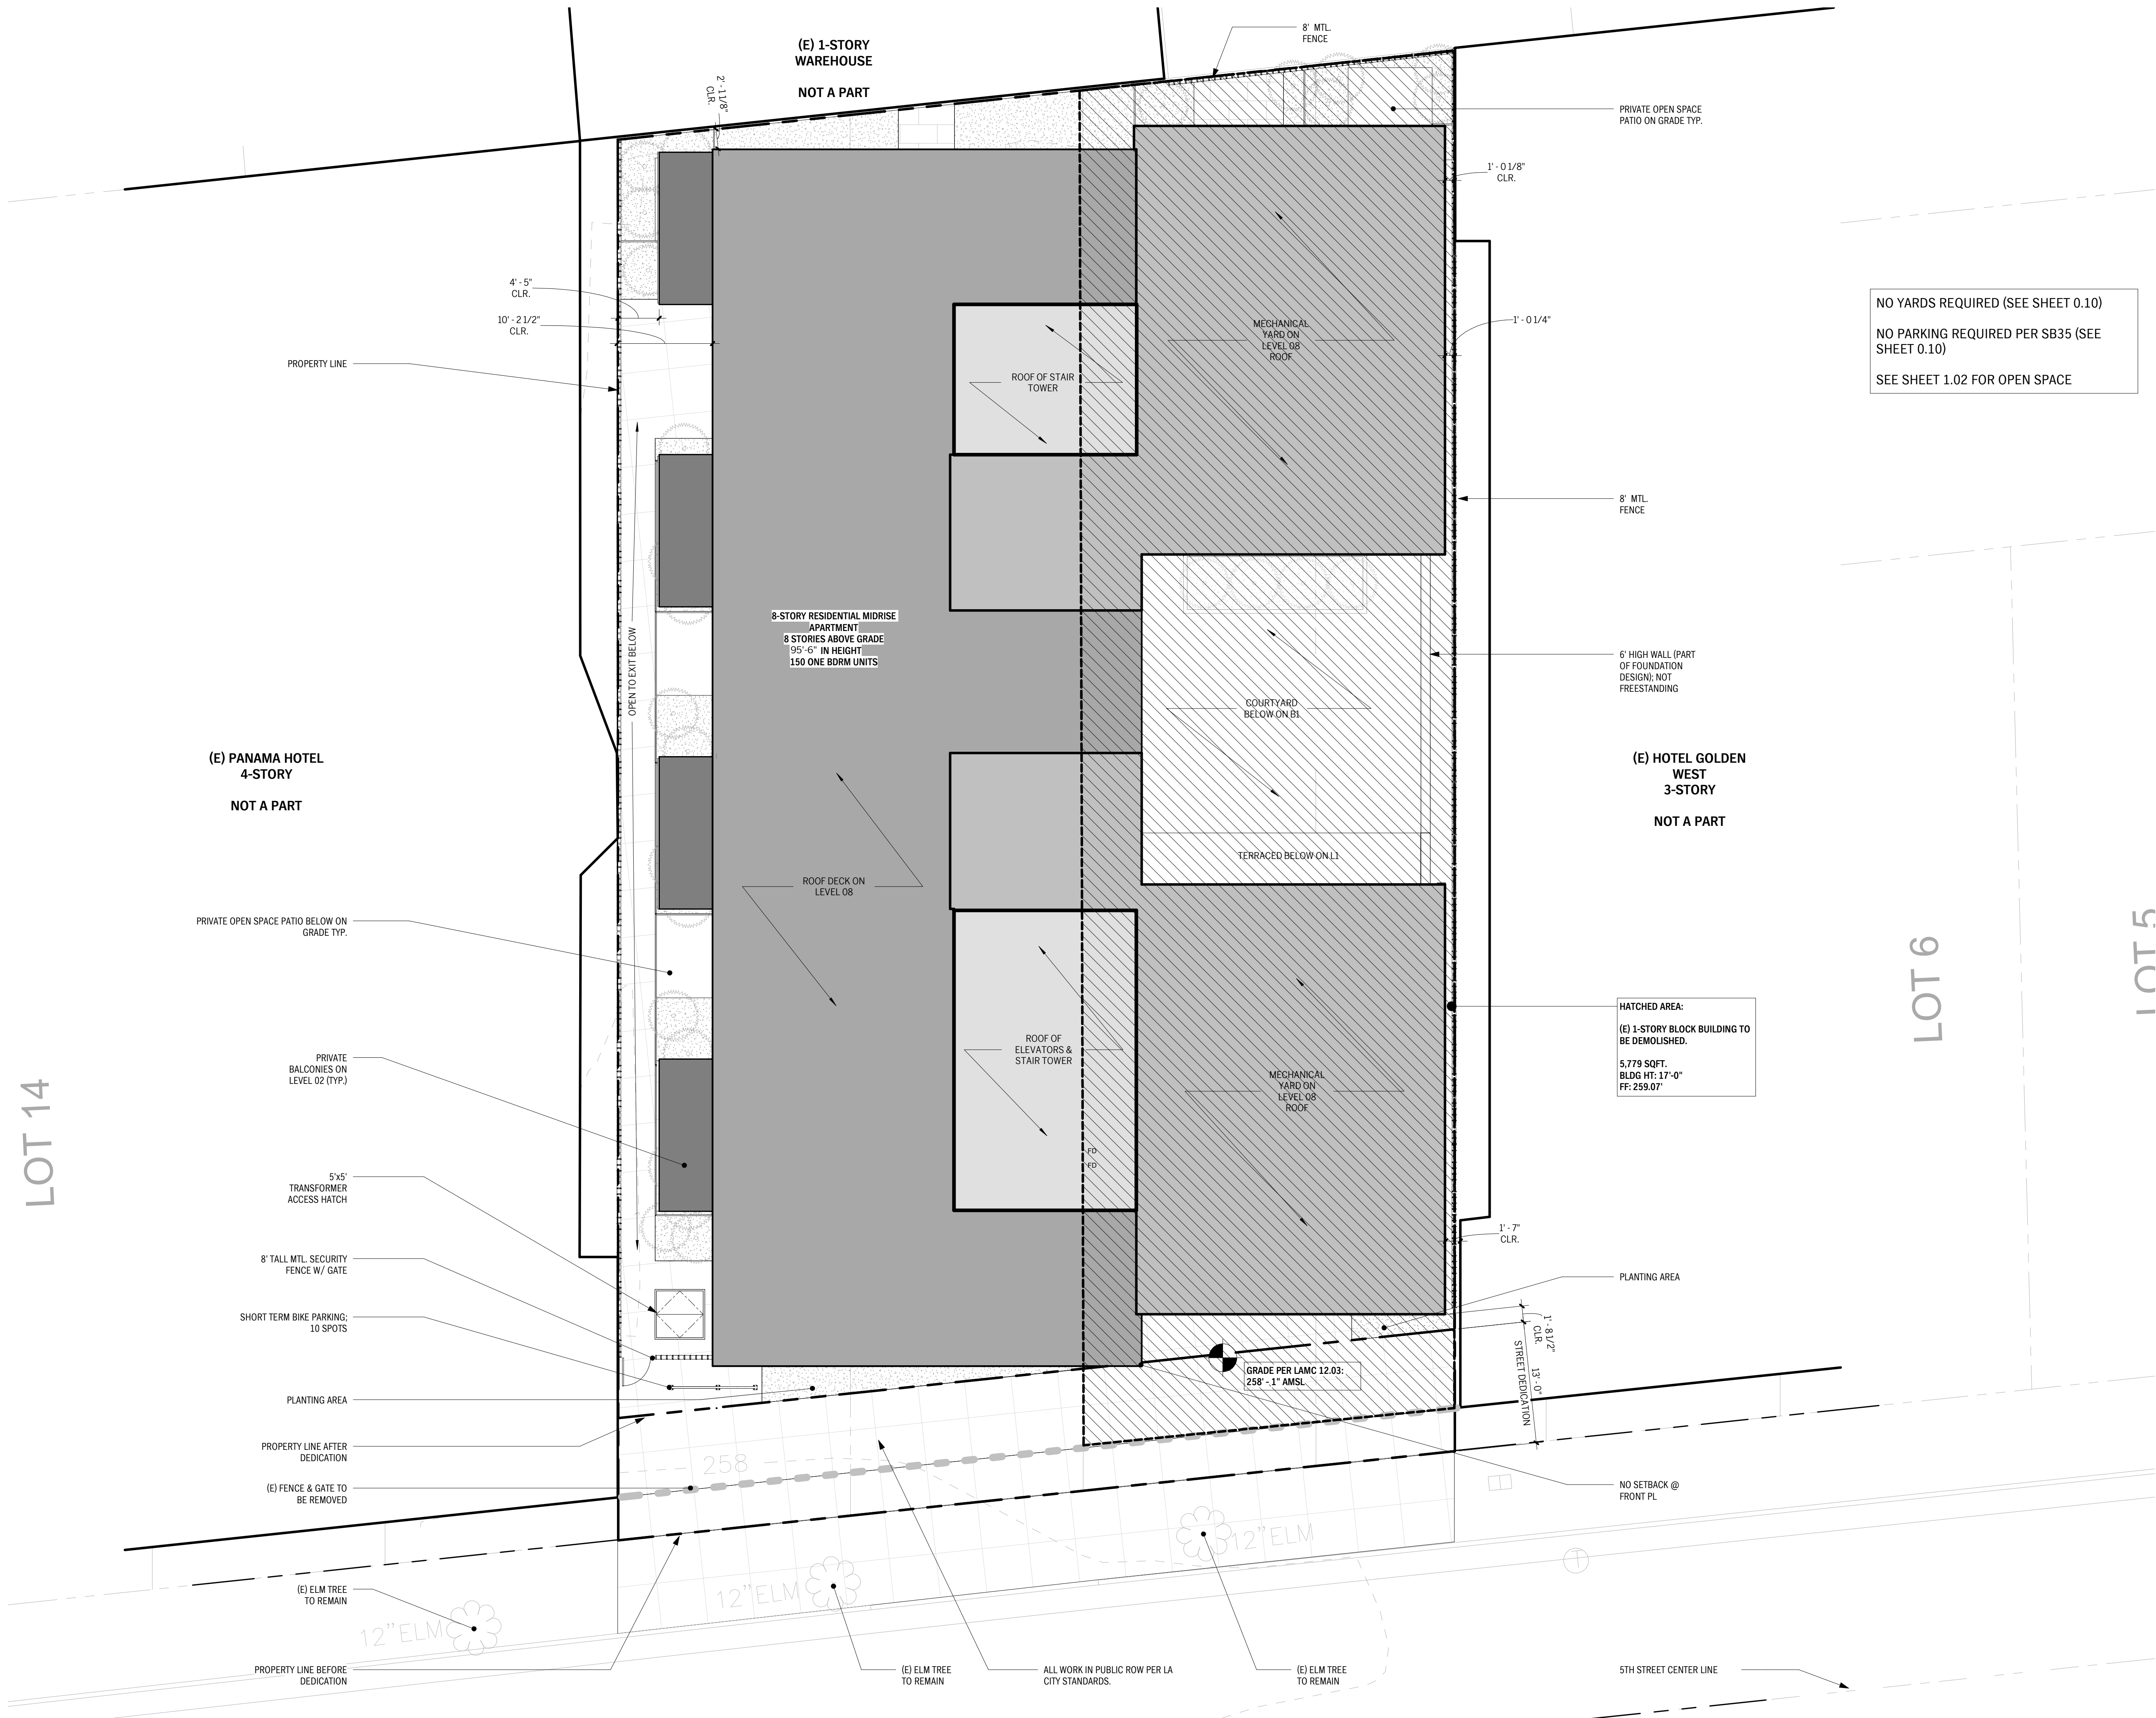 (E) 1-STORY
WAREHOUSE
NOT A PART
8' MTL.
FENCE
2' - 1 1/8"
CLR.
PRIVATE OPEN SPACE
PATIO ON GRADE TYP.
1' - 0 1/8"
CLR.
4' - 5"
CLR.
10' - 2 1/2"
CLR.
1' - 0 1/4"
NO YARDS REQUIRED (SEE SHEET 0.10)
NO PARKING REQUIRED PER SB35 (SEE
SHEET 0.10)
SEE SHEET 1.02 FOR OPEN SPACE
MECHANICAL
YARD ON
LEVEL 08
ROOF
PROPERTY LINE
ROOF OF STAIR
TOWER
8' MTL.
FENCE
8-STORY RESIDENTIAL MIDRISE
APARTMENT
8 STORIES ABOVE GRADE
95'-6" IN HEIGHT
150 ONE BDRM UNITS
OPEN TO EXIT BELOW
6' HIGH WALL (PART
OF FOUNDATION
DESIGN); NOT
FREESTANDING
COURTYARD
BELOW ON B1
(E) PANAMA HOTEL
4-STORY
NOT A PART
(E) HOTEL GOLDEN
WEST
3-STORY
NOT A PART
TERRACED BELOW ON L1
ROOF DECK ON
LEVEL 08
PRIVATE OPEN SPACE PATIO BELOW ON
GRADE TYP.
LOT 6
LOT 5
HATCHED AREA:
(E) 1-STORY BLOCK BUILDING TO
BE DEMOLISHED.
5,779 SQFT.
BLDG HT: 17'-0"
FF: 259.07'
ROOF OF
ELEVATORS &
STAIR TOWER
PRIVATE
BALCONIES ON
LEVEL 02 (TYP.)
MECHANICAL
YARD ON
LEVEL 08
ROOF
LOT 14
FD
FD
5'x5'
TRANSFORMER
ACCESS HATCH
1' - 7"
CLR.
8' TALL MTL. SECURITY
FENCE W/ GATE
PLANTING AREA
SHORT TERM BIKE PARKING;
10 SPOTS
1' - 8 1/2"
CLR.
13' - 0"
STREET DEDICATION
GRADE PER LAMC 12.03:
258' - 1" AMSL
PLANTING AREA
PROPERTY LINE AFTER
DEDICATION
258
(E) FENCE & GATE TO
BE REMOVED
NO SETBACK @
FRONT PL
12" ELM
12" ELM
12" ELM
(E) ELM TREE
TO REMAIN
PROPERTY LINE BEFORE
DEDICATION
(E) ELM TREE
TO REMAIN
ALL WORK IN PUBLIC ROW PER LA
CITY STANDARDS.
(E) ELM TREE
TO REMAIN
5TH STREET CENTER LINE
T